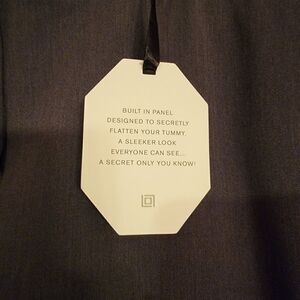 BUILT IN PANEL
DESIGNED TO SECRETLY
FLATTEN YOUR TUMMY.
A SLEEKER LOOK
EVERYONE CAN SEE...
A SECRET ONLY YOU KNOW!